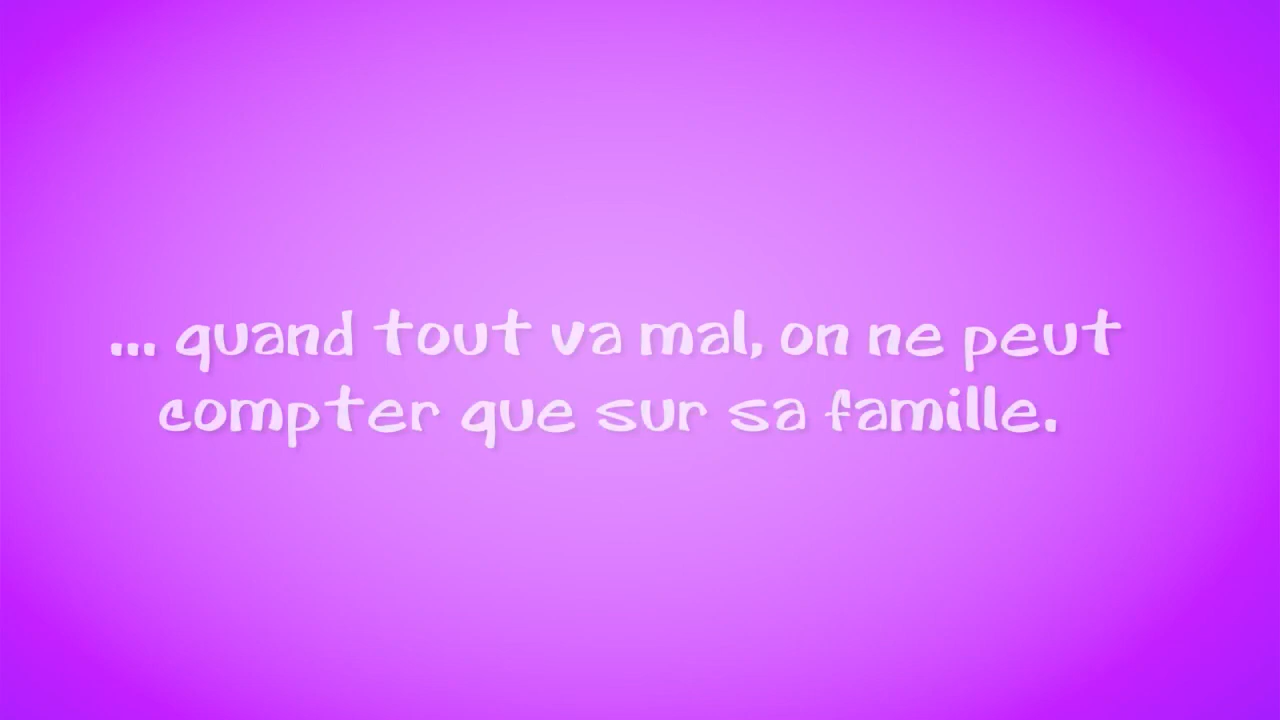 ... quand tout va mal, on ne peut
compter que sur sa famille.